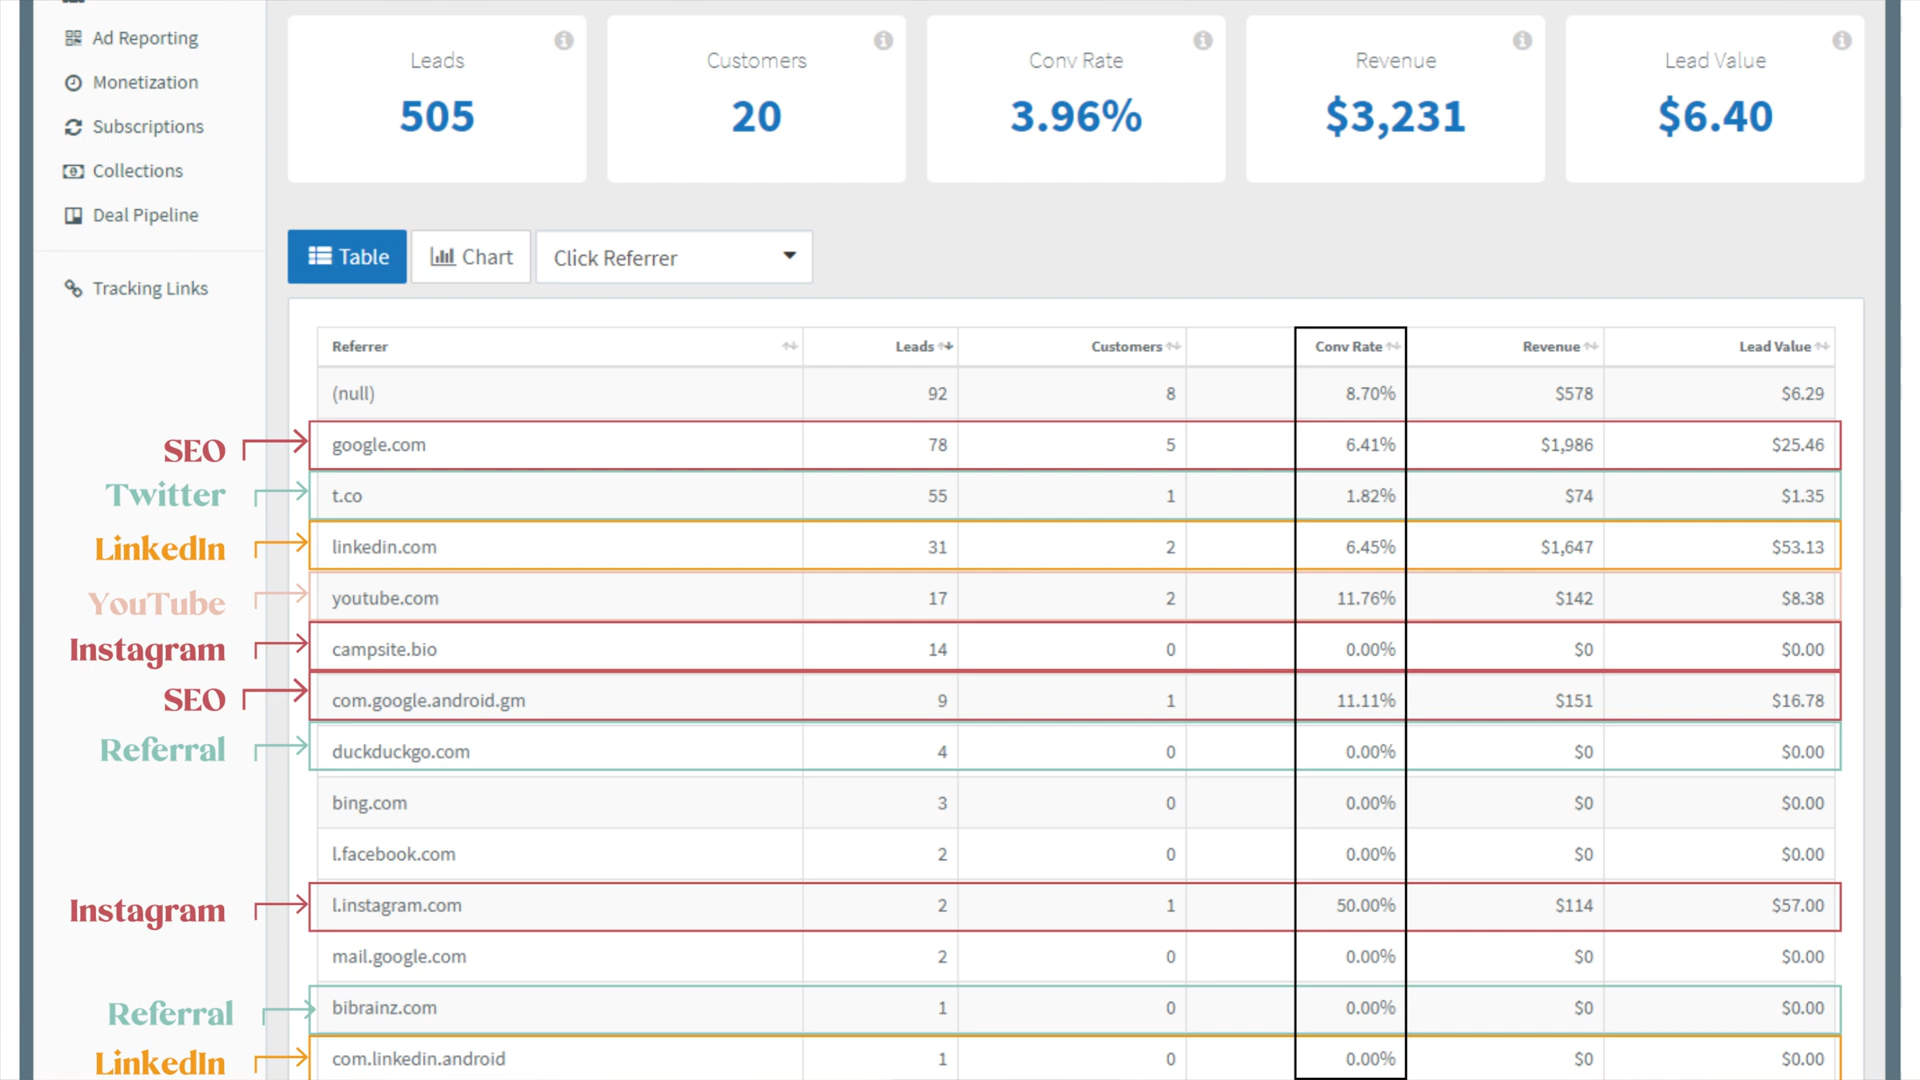 Ad Reporting
Monetization
Subscriptions
Collections
Deal Pipeline
Tracking Links
Leads Customers Conv Rate Revenue Lead Value
505 20 3.96% $3,231 $6.40
Table Chart Click Referrer
Referrer Leads Customers Conv Rate Revenue Lead Value
(null) 92 8 8.70% $578 $6.29
SEO google.com 78 5 6.41% $1,986 $25.46
Twitter t.co 55 1 1.82% $74 $1.35
LinkedIn linkedin.com 31 2 6.45% $1,647 $53.13
YouTube youtube.com 17 2 11.76% $142 $8.38
Instagram campsite.bio 14 0 0.00% $0 $0.00
SEO com.google.android.gm 9 1 11.11% $151 $16.78
Referral duckduckgo.com 4 0 0.00% $0 $0.00
bing.com 3 0 0.00% $0 $0.00
l.facebook.com 2 0 0.00% $0 $0.00
Instagram l.instagram.com 2 1 50.00% $114 $57.00
mail.google.com 2 0 0.00% $0 $0.00
Referral bibrainz.com 1 0 0.00% $0 $0.00
LinkedIn com.linkedin.android 1 0 0.00% $0 $0.00